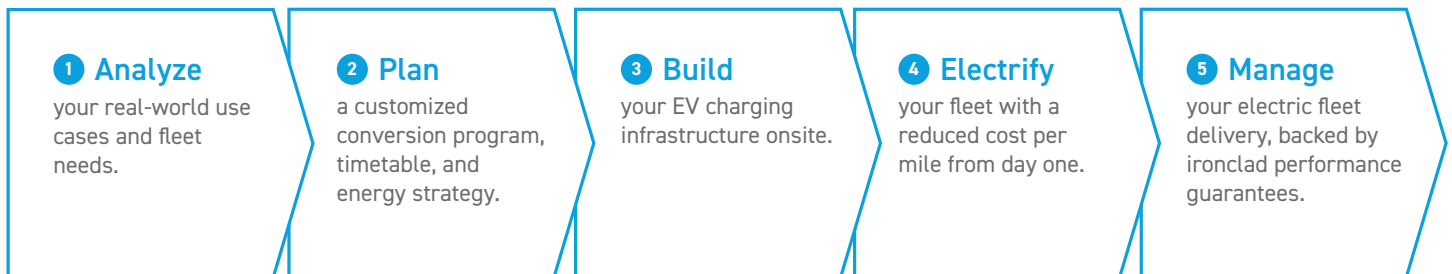 1 Analyze
your real-world use
cases and fleet
needs.
2 Plan
a customized
conversion program,
timetable, and
energy strategy.
3 Build
your EV charging
infrastructure onsite.
4 Electrify
your fleet with a
reduced cost per
mile from day one.
5 Manage
your electric fleet
delivery, backed by
ironclad performance
guarantees.